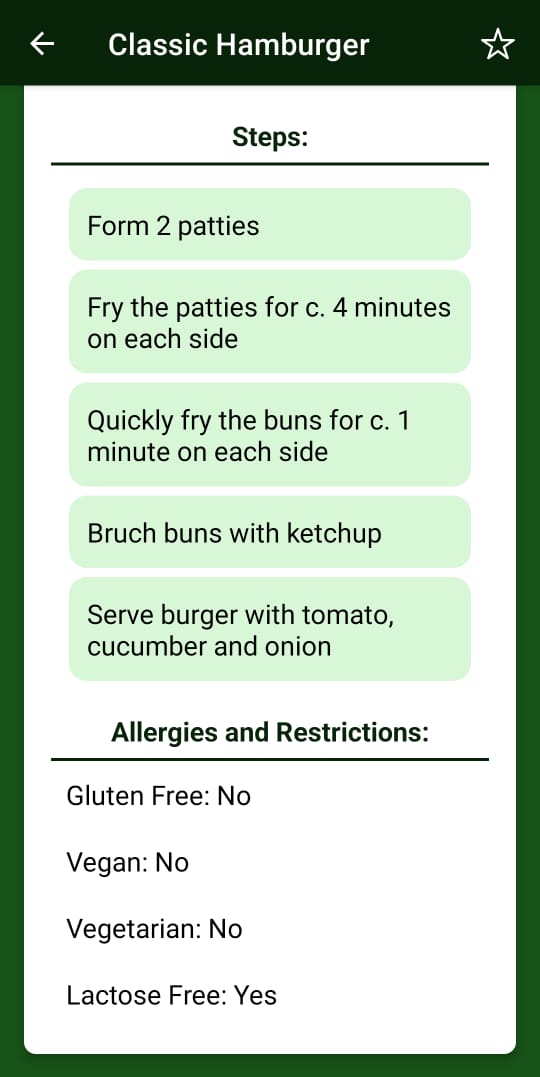 Classic Hamburger
Steps:
Form 2 patties
Fry the patties for c. 4 minutes
on each side
Quickly fry the buns for c. 1
minute on each side
Bruch buns with ketchup
Serve burger with tomato,
cucumber and onion
Allergies and Restrictions:
Gluten Free: No
Vegan: No
Vegetarian: No
Lactose Free: Yes